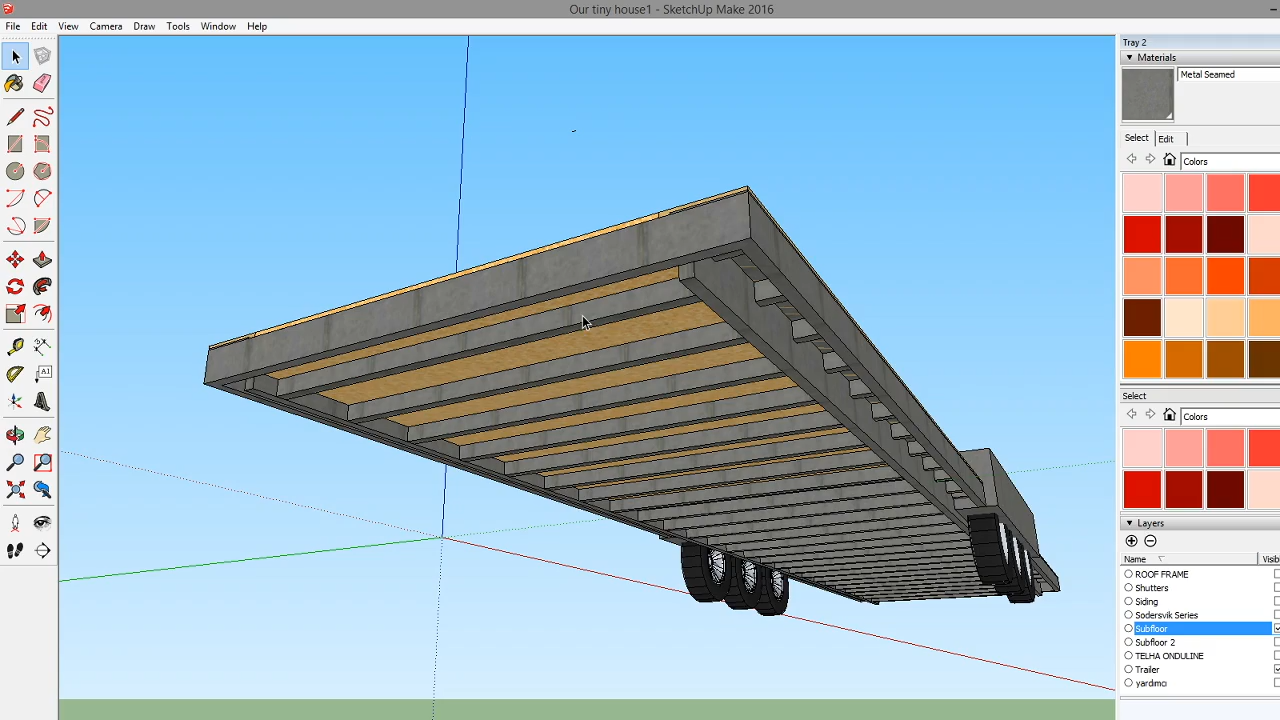 Our tiny house1 - SketchUp Make 2016
File Edit View Camera Draw Tools Window Help
Tray 2
Materials
Metal Seamed
Select Edit
Colors
Select
Colors
Layers
Name Visib
ROOF FRAME
Shutters
Siding
Sodersvik Series
Subfloor
Subfloor 2
TELHA ONDULINE
Trailer
yardımcı
A1